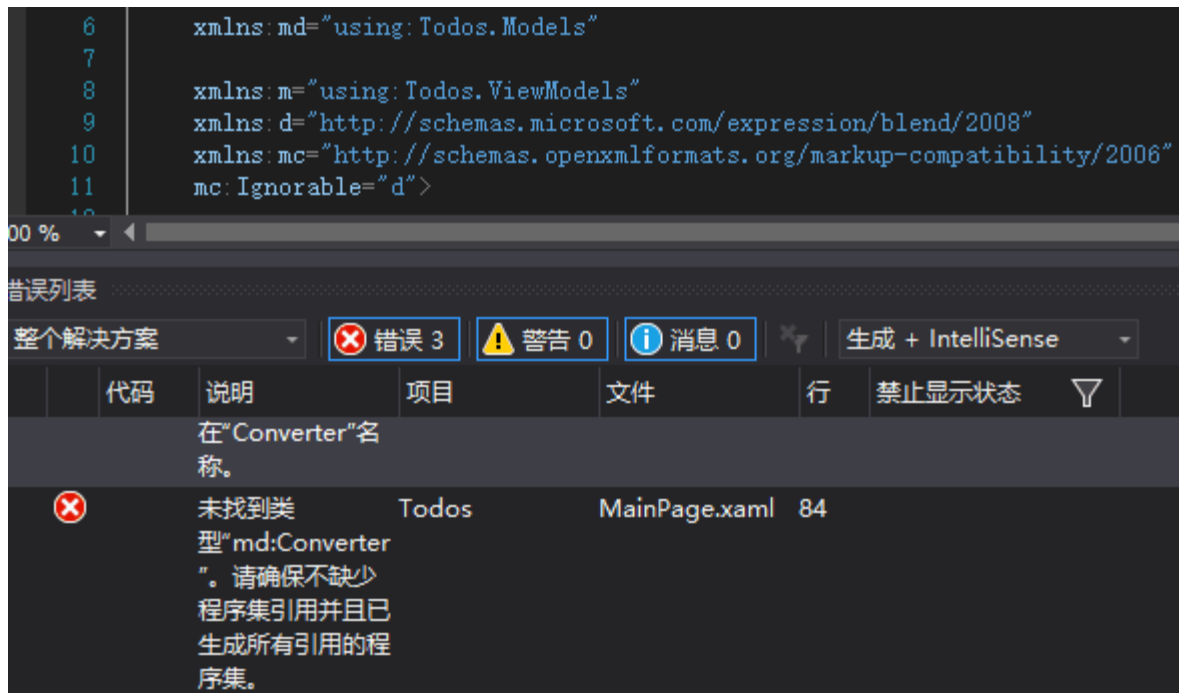 6 xmlns:md="using:Todos.Models"
7
8 xmlns:m="using:Todos.ViewModels"
9 xmlns:d="http://schemas.microsoft.com/expression/blend/2008"
10 xmlns:mc="http://schemas.openxmlformats.org/markup-compatibility/2006"
11 mc:Ignorable="d">
00 %
错误列表
整个解决方案 错误 3 警告 0 消息 0 生成 + IntelliSense
代码 说明 项目 文件 行 禁止显示状态
在"Converter"名
称。
未找到类 Todos MainPage.xaml 84
型"md:Converter
"。请确保不缺少
程序集引用并且已
生成所有引用的程
序集。